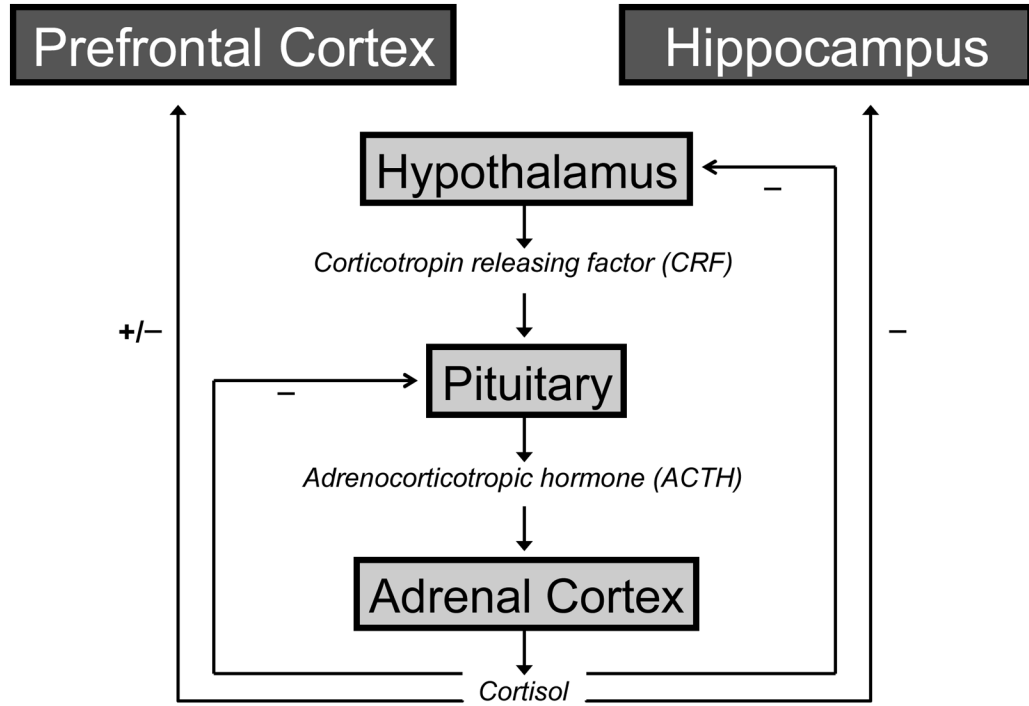 Prefrontal Cortex
Hippocampus
Hypothalamus
–
Corticotropin releasing factor (CRF)
+/–
–
Pituitary
–
Adrenocorticotropic hormone (ACTH)
Adrenal Cortex
Cortisol